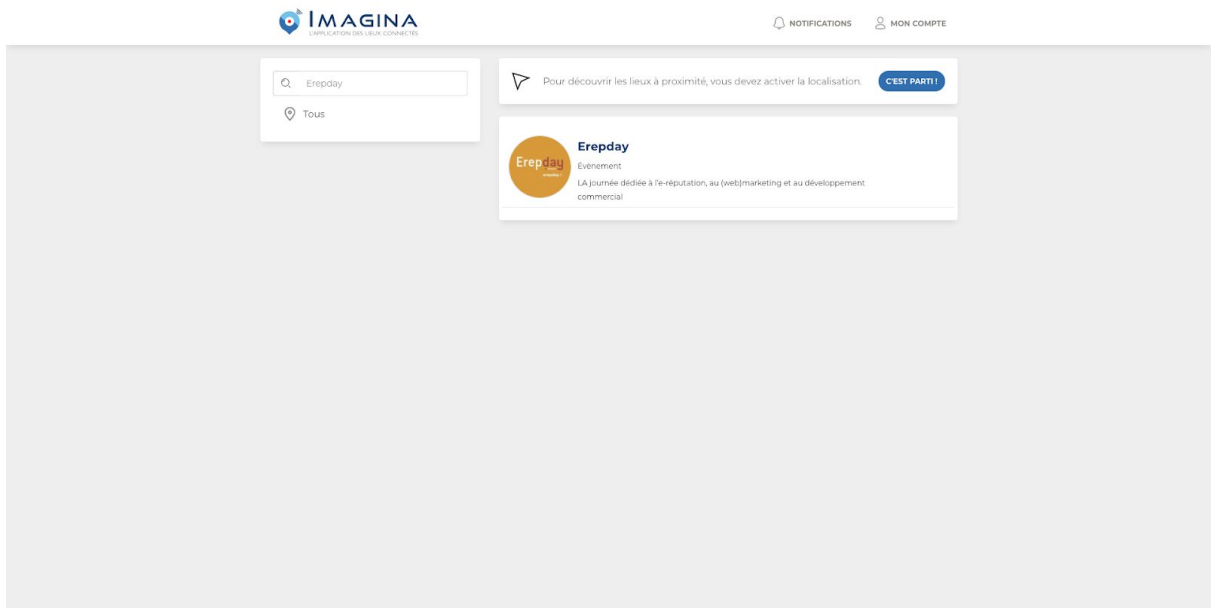 IMAGINA
L'APPLICATION DES LIEUX CONNECTÉS
NOTIFICATIONS
MON COMPTE
Erepday
Tous
Pour découvrir les lieux à proximité, vous devez activer la localisation.
C'EST PARTI !
Erepday
Erepday
Évènement
LA journée dédiée à l'e-réputation, au (web)marketing et au développement
commercial